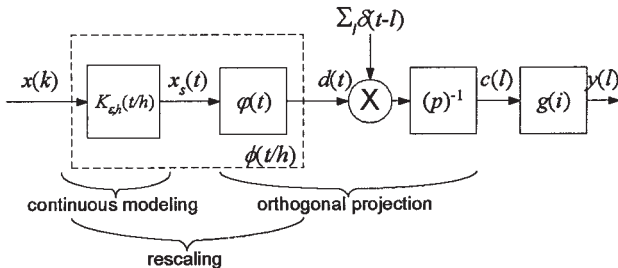 Σ_l δ(t-l)
x(k) K_{g,h}(t/h) x_s(t) φ(t) d(t) X (p)^{-1} c(l) g(i) y(l)
ϕ(t/h)
continuous modeling orthogonal projection
rescaling